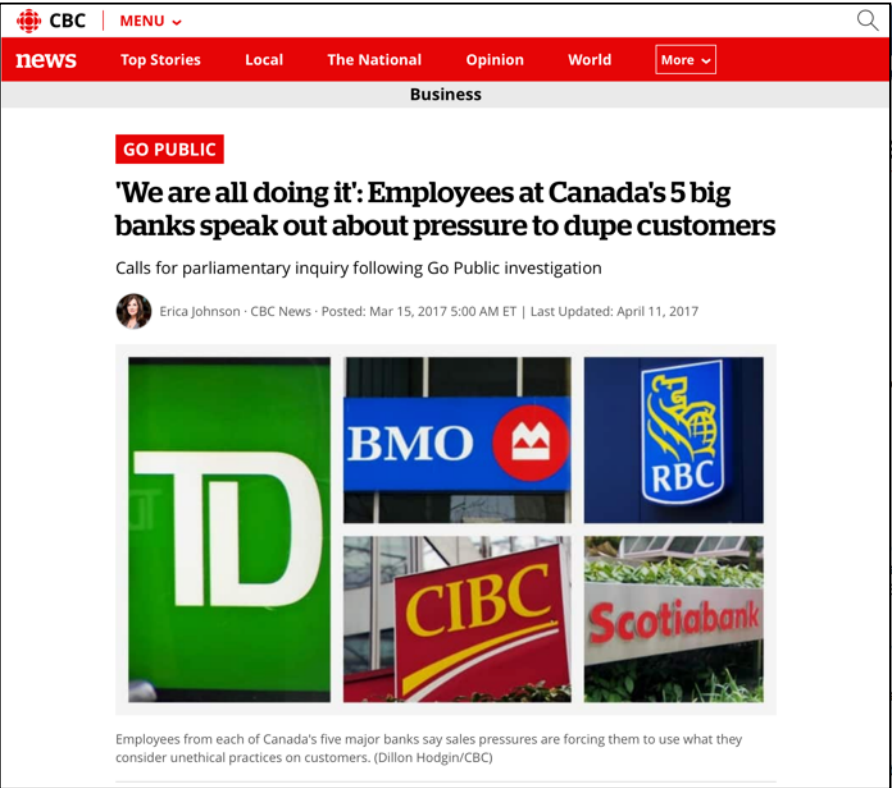 CBC MENU
news Top Stories Local The National Opinion World More
Business
GO PUBLIC
'We are all doing it': Employees at Canada's 5 big
banks speak out about pressure to dupe customers
Calls for parliamentary inquiry following Go Public investigation
Erica Johnson · CBC News · Posted: Mar 15, 2017 5:00 AM ET | Last Updated: April 11, 2017
TD
BMO
RBC
CIBC
Scotiabank
Employees from each of Canada's five major banks say sales pressures are forcing them to use what they
consider unethical practices on customers. (Dillon Hodgin/CBC)